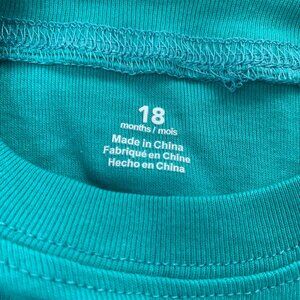 18
months / mois
Made in China
Fabriqué en Chine
Hecho en China